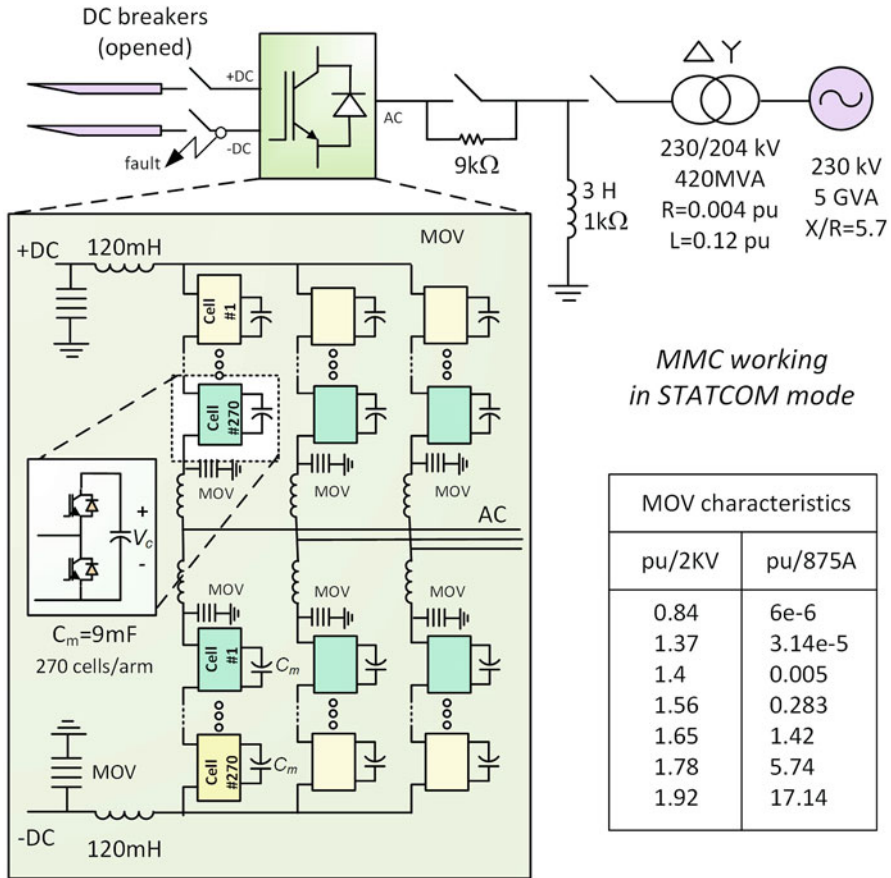 DC breakers
(opened)
+DC
-DC
fault
AC
9kΩ
3 H
1kΩ
230/204 kV
420MVA
R=0.004 pu
L=0.12 pu
230 kV
5 GVA
X/R=5.7
+DC
120mH
MOV
Cell
#1
Cell
#270
MOV
MOV
MOV
AC
+
Vc
-
Cm=9mF
270 cells/arm
MOV
MOV
MOV
Cell
#1
Cm
Cell
#270
Cm
MOV
-DC
120mH
MMC working
in STATCOM mode
MOV characteristics
pu/2KV pu/875A
0.84 6e-6
1.37 3.14e-5
1.4 0.005
1.56 0.283
1.65 1.42
1.78 5.74
1.92 17.14